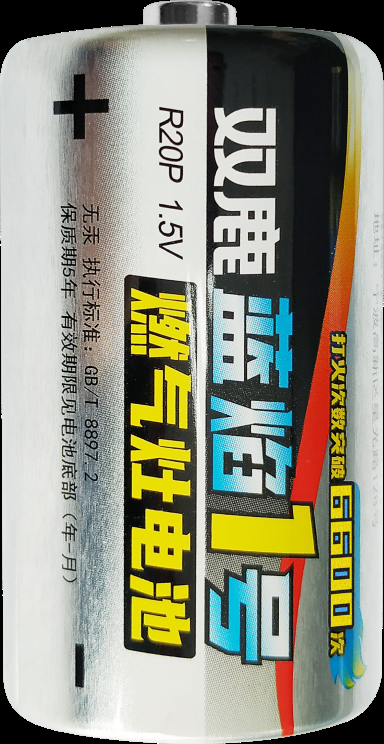 打火次数突破6600次
双鹿蓝焰1号
R20P 1.5V 燃气灶电池
无汞 执行标准：GB/T 8897.2
保质期5年 有效期限见电池底部（年-月）
+ -